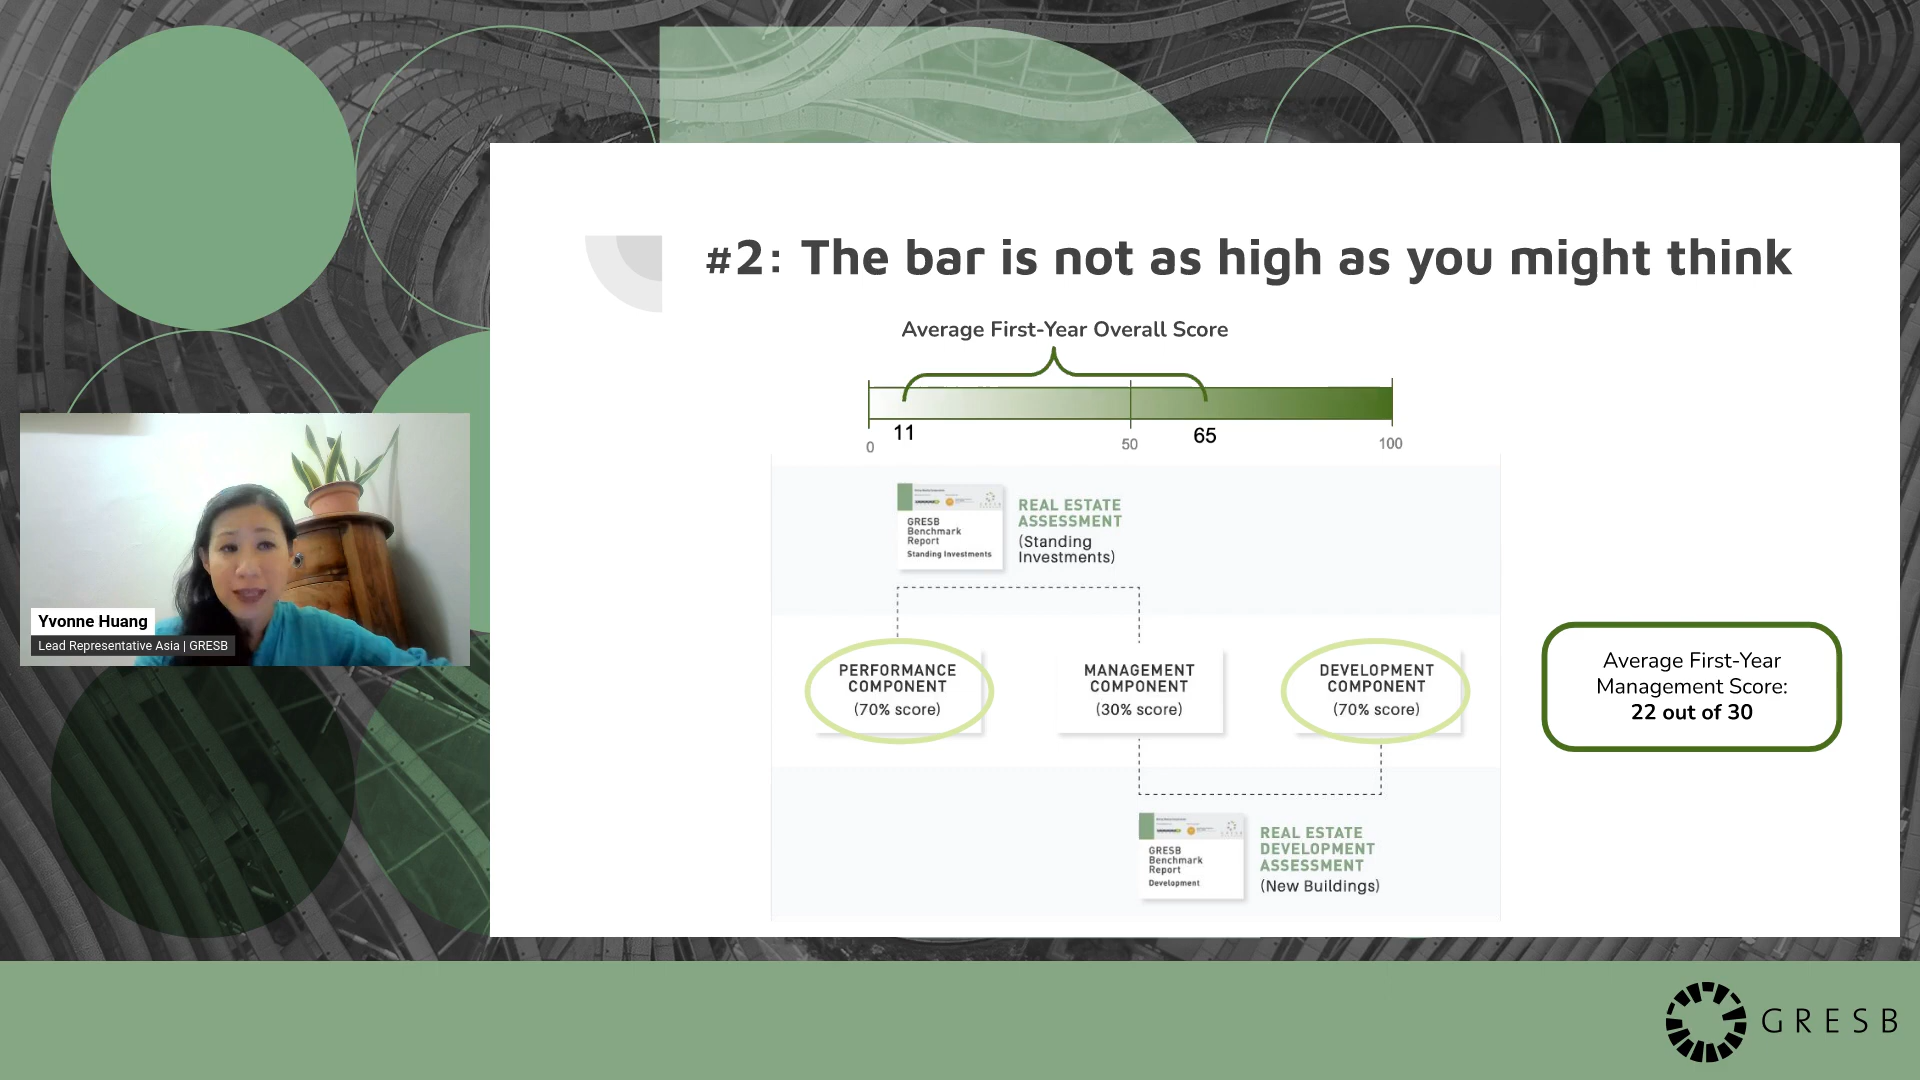 #2: The bar is not as high as you might think
Average First-Year Overall Score
0
11
50
65
100
GRESB
Benchmark
Report
Standing Investments
REAL ESTATE
ASSESSMENT
(Standing
Investments)
PERFORMANCE
COMPONENT
(70% score)
MANAGEMENT
COMPONENT
(30% score)
DEVELOPMENT
COMPONENT
(70% score)
Average First-Year
Management Score:
22 out of 30
GRESB
Benchmark
Report
Development
REAL ESTATE
DEVELOPMENT
ASSESSMENT
(New Buildings)
Yvonne Huang
Lead Representative Asia | GRESB
GRESB